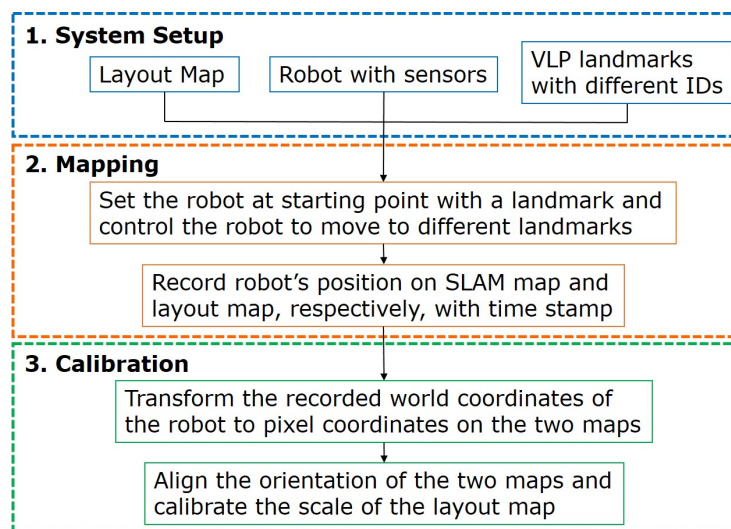 1. System Setup
Layout Map
Robot with sensors
VLP landmarks
with different IDs
2. Mapping
Set the robot at starting point with a landmark and
control the robot to move to different landmarks
Record robot's position on SLAM map and
layout map, respectively, with time stamp
3. Calibration
Transform the recorded world coordinates of
the robot to pixel coordinates on the two maps
Align the orientation of the two maps and
calibrate the scale of the layout map